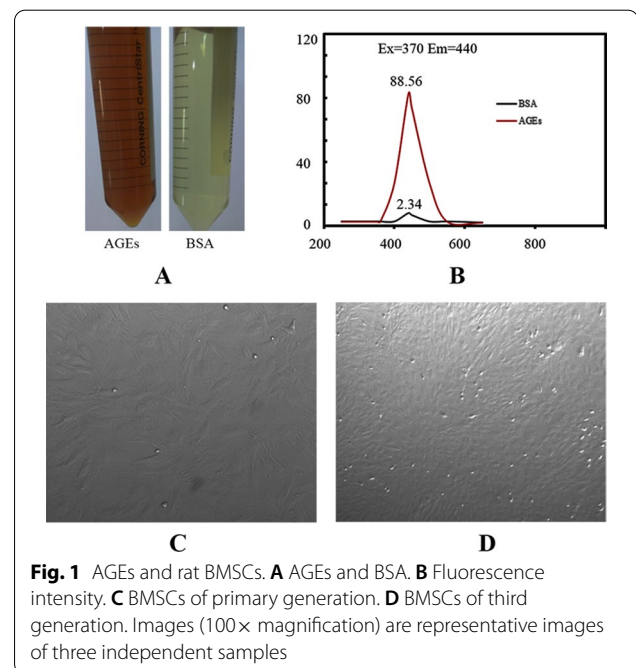 CORNING CentriStar
AGEs
BSA
A
Ex=370 Em=440
120
80
40
0
88.56
2.34
BSA
AGEs
200
400
600
800
B
C
D
Fig. 1 AGEs and rat BMSCs. A AGEs and BSA. B Fluorescence
intensity. C BMSCs of primary generation. D BMSCs of third
generation. Images (100× magnification) are representative images
of three independent samples